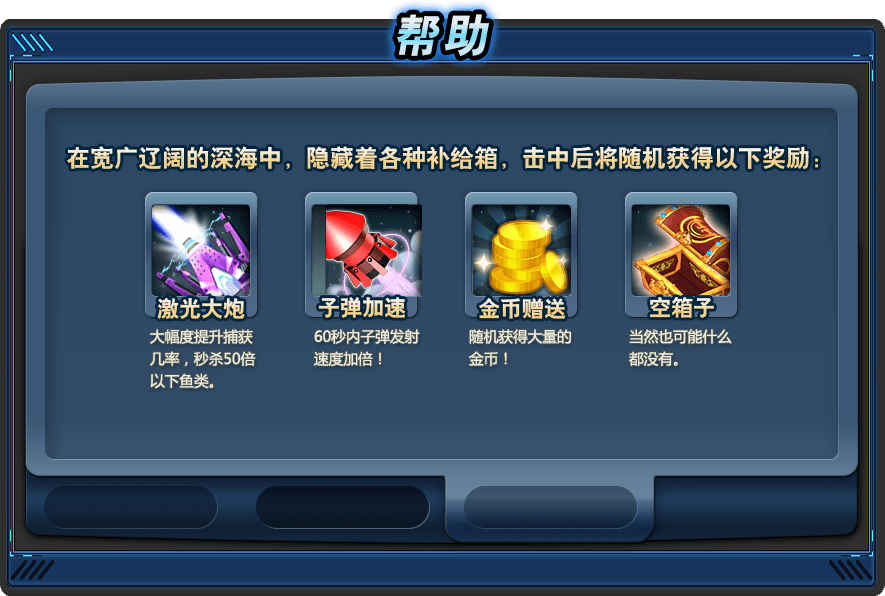 帮助
在宽广辽阔的深海中，隐藏着各种补给箱，击中后将随机获得以下奖励：
激光大炮
子弹加速
金币赠送
空箱子
大幅度提升捕获
几率，秒杀50倍
以下鱼类。
60秒内子弹发射
速度加倍！
随机获得大量的
金币！
当然也可能什么
都没有。